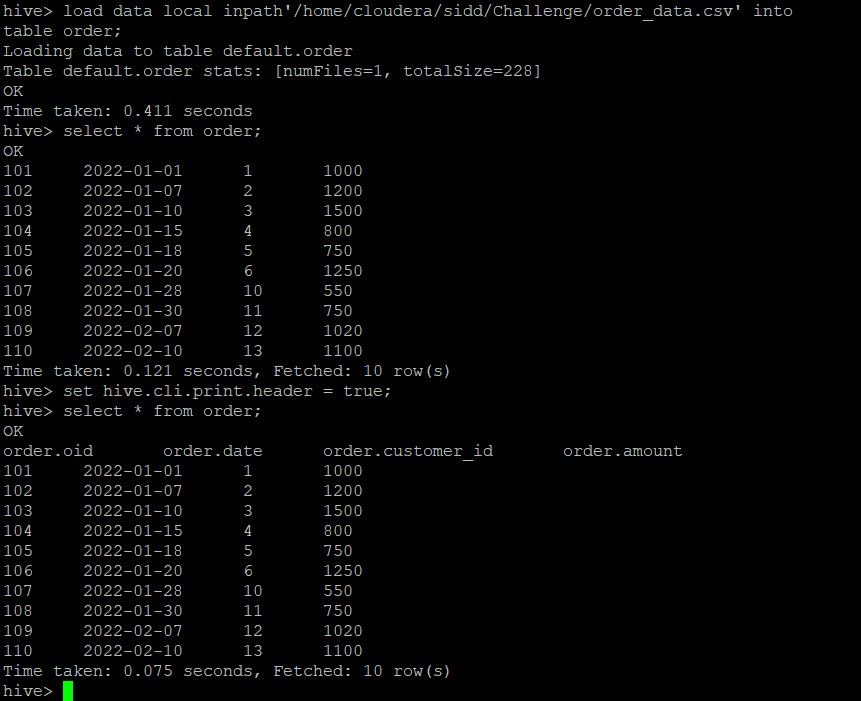 hive> load data local inpath'/home/cloudera/sidd/Challenge/order_data.csv' into
table order;
Loading data to table default.order
Table default.order stats: [numFiles=1, totalSize=228]
OK
Time taken: 0.411 seconds
hive> select * from order;
OK
101     2022-01-01      1       1000
102     2022-01-07      2       1200
103     2022-01-10      3       1500
104     2022-01-15      4       800
105     2022-01-18      5       750
106     2022-01-20      6       1250
107     2022-01-28      10      550
108     2022-01-30      11      750
109     2022-02-07      12      1020
110     2022-02-10      13      1100
Time taken: 0.121 seconds, Fetched: 10 row(s)
hive> set hive.cli.print.header = true;
hive> select * from order;
OK
order.oid       order.date      order.customer_id       order.amount
101     2022-01-01      1       1000
102     2022-01-07      2       1200
103     2022-01-10      3       1500
104     2022-01-15      4       800
105     2022-01-18      5       750
106     2022-01-20      6       1250
107     2022-01-28      10      550
108     2022-01-30      11      750
109     2022-02-07      12      1020
110     2022-02-10      13      1100
Time taken: 0.075 seconds, Fetched: 10 row(s)
hive>